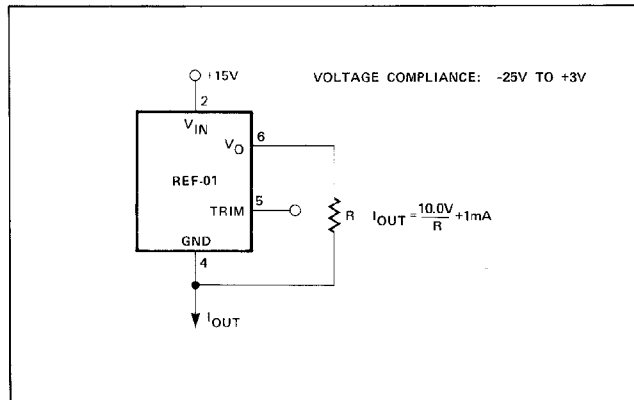 +15V
VOLTAGE COMPLIANCE: -25V TO +3V
2
VIN
6
VO
REF-01
5
TRIM
R
IOUT = 10.0V/R +1mA
GND
4
IOUT